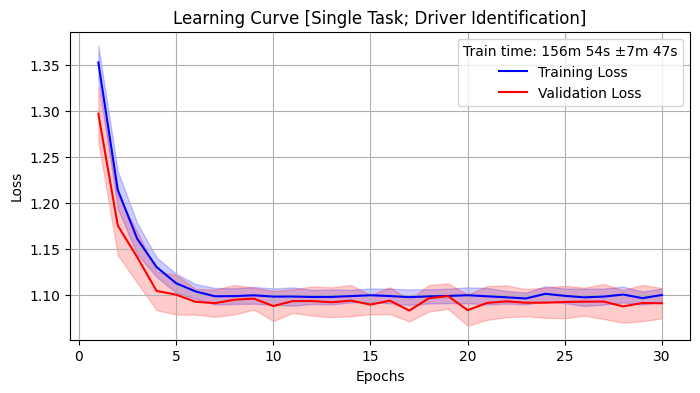 Learning Curve [Single Task; Driver Identification]
Train time: 156m 54s ±7m 47s
Training Loss
Validation Loss
1.35
1.30
1.25
1.20
1.15
1.10
Loss
0 5 10 15 20 25 30
Epochs